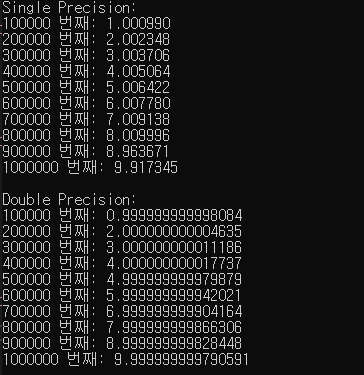 Single Precision:
100000 번째: 1.000990
200000 번째: 2.002348
300000 번째: 3.003706
400000 번째: 4.005064
500000 번째: 5.006422
600000 번째: 6.007780
700000 번째: 7.009138
800000 번째: 8.009996
900000 번째: 8.963671
1000000 번째: 9.917345
Double Precision:
100000 번째: 0.999999999998084
200000 번째: 2.000000000004635
300000 번째: 3.000000000011186
400000 번째: 4.000000000017737
500000 번째: 4.999999999979879
600000 번째: 5.999999999942021
700000 번째: 6.999999999904164
800000 번째: 7.999999999866306
900000 번째: 8.999999999828448
1000000 번째: 9.999999999790591